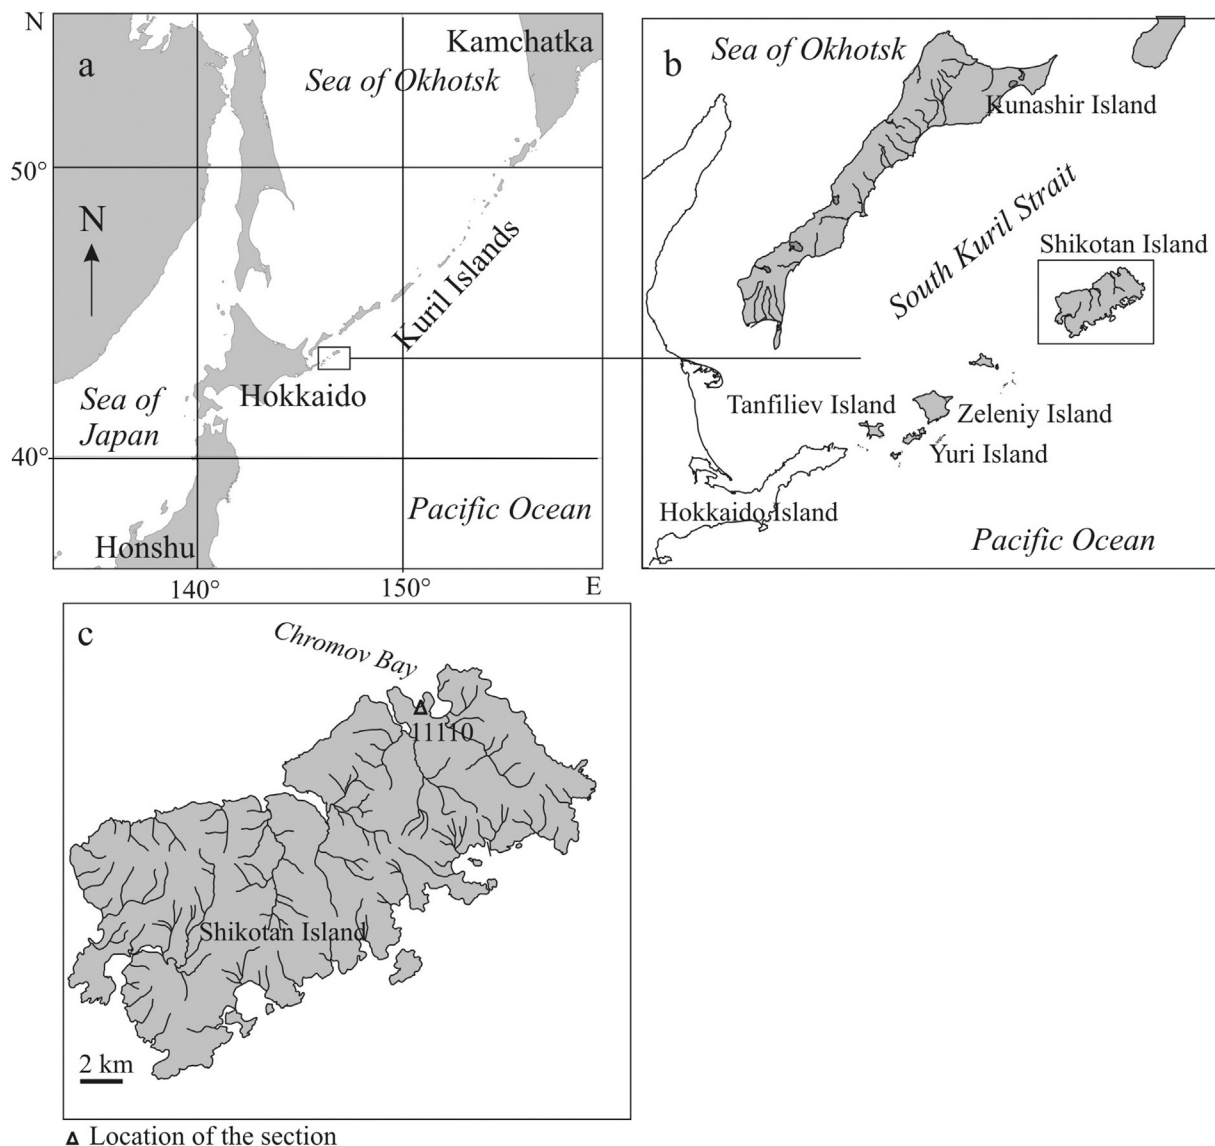 N
a
Kamchatka
Sea of Okhotsk
50°
N
Kuril Islands
Hokkaido
Sea of
Japan
40°
Pacific Ocean
Honshu
140°
150°
E
Sea of Okhotsk
b
Kunashir Island
South Kuril Strait
Shikotan Island
Tanfiliev Island
Zeleniy Island
Yuri Island
Hokkaido Island
Pacific Ocean
c
Chromov Bay
11110
Shikotan Island
2 km
Location of the section